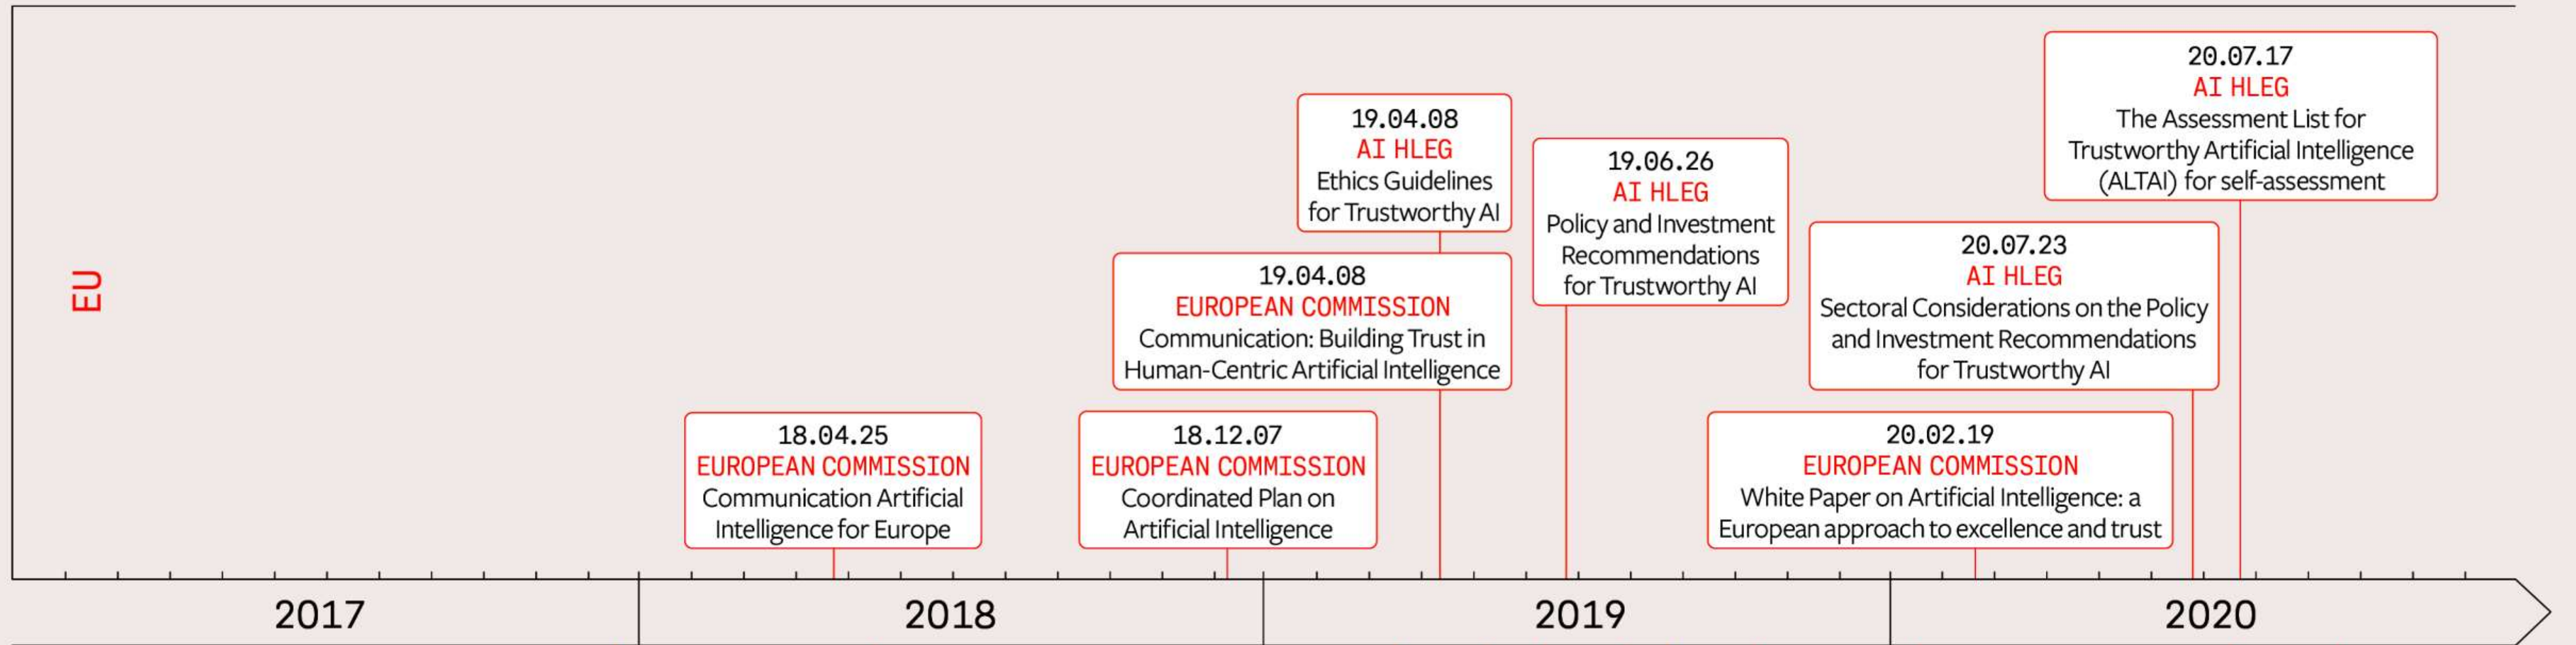 EU
18.04.25
EUROPEAN COMMISSION
Communication Artificial
Intelligence for Europe
18.12.07
EUROPEAN COMMISSION
Coordinated Plan on
Artificial Intelligence
19.04.08
AI HLEG
Ethics Guidelines
for Trustworthy AI
19.04.08
EUROPEAN COMMISSION
Communication: Building Trust in
Human-Centric Artificial Intelligence
19.06.26
AI HLEG
Policy and Investment
Recommendations
for Trustworthy AI
20.02.19
EUROPEAN COMMISSION
White Paper on Artificial Intelligence: a
European approach to excellence and trust
20.07.23
AI HLEG
Sectoral Considerations on the Policy
and Investment Recommendations
for Trustworthy AI
20.07.17
AI HLEG
The Assessment List for
Trustworthy Artificial Intelligence
(ALTAI) for self-assessment
2017
2018
2019
2020